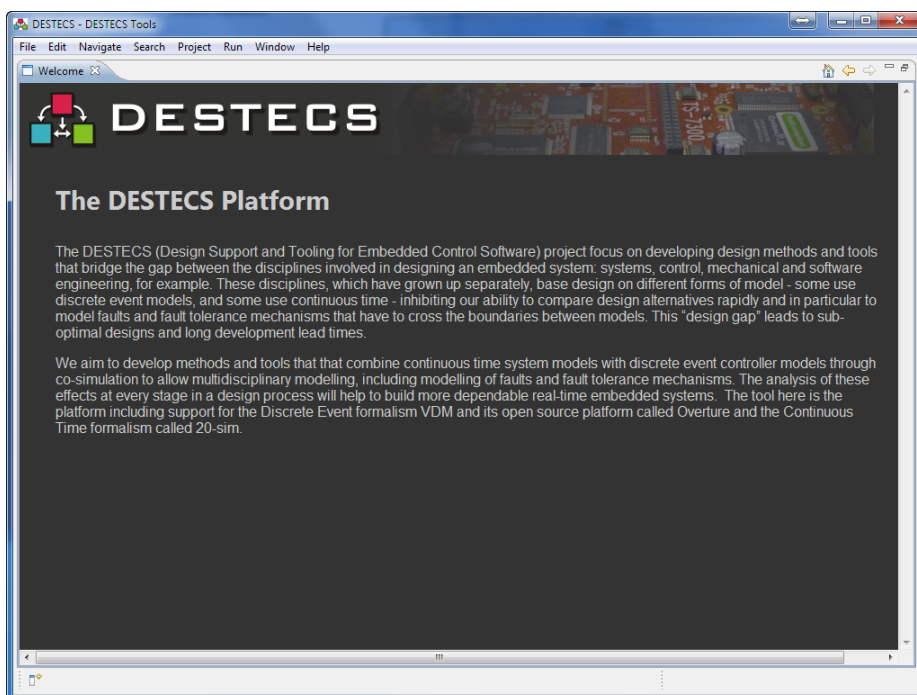 DESTECS - DESTECS Tools
File Edit Navigate Search Project Run Window Help
Welcome
DESTECS
TS-7300
The DESTECS Platform
The DESTECS (Design Support and Tooling for Embedded Control Software) project focus on developing design methods and tools
that bridge the gap between the disciplines involved in designing an embedded system: systems, control, mechanical and software
engineering, for example. These disciplines, which have grown up separately, base design on different forms of model - some use
discrete event models, and some use continuous time - inhibiting our ability to compare design alternatives rapidly and in particular to
model faults and fault tolerance mechanisms that have to cross the boundaries between models. This “design gap” leads to sub-
optimal designs and long development lead times.
We aim to develop methods and tools that that combine continuous time system models with discrete event controller models through
co-simulation to allow multidisciplinary modelling, including modelling of faults and fault tolerance mechanisms. The analysis of these
effects at every stage in a design process will help to build more dependable real-time embedded systems. The tool here is the
platform including support for the Discrete Event formalism VDM and its open source platform called Overture and the Continuous
Time formalism called 20-sim.